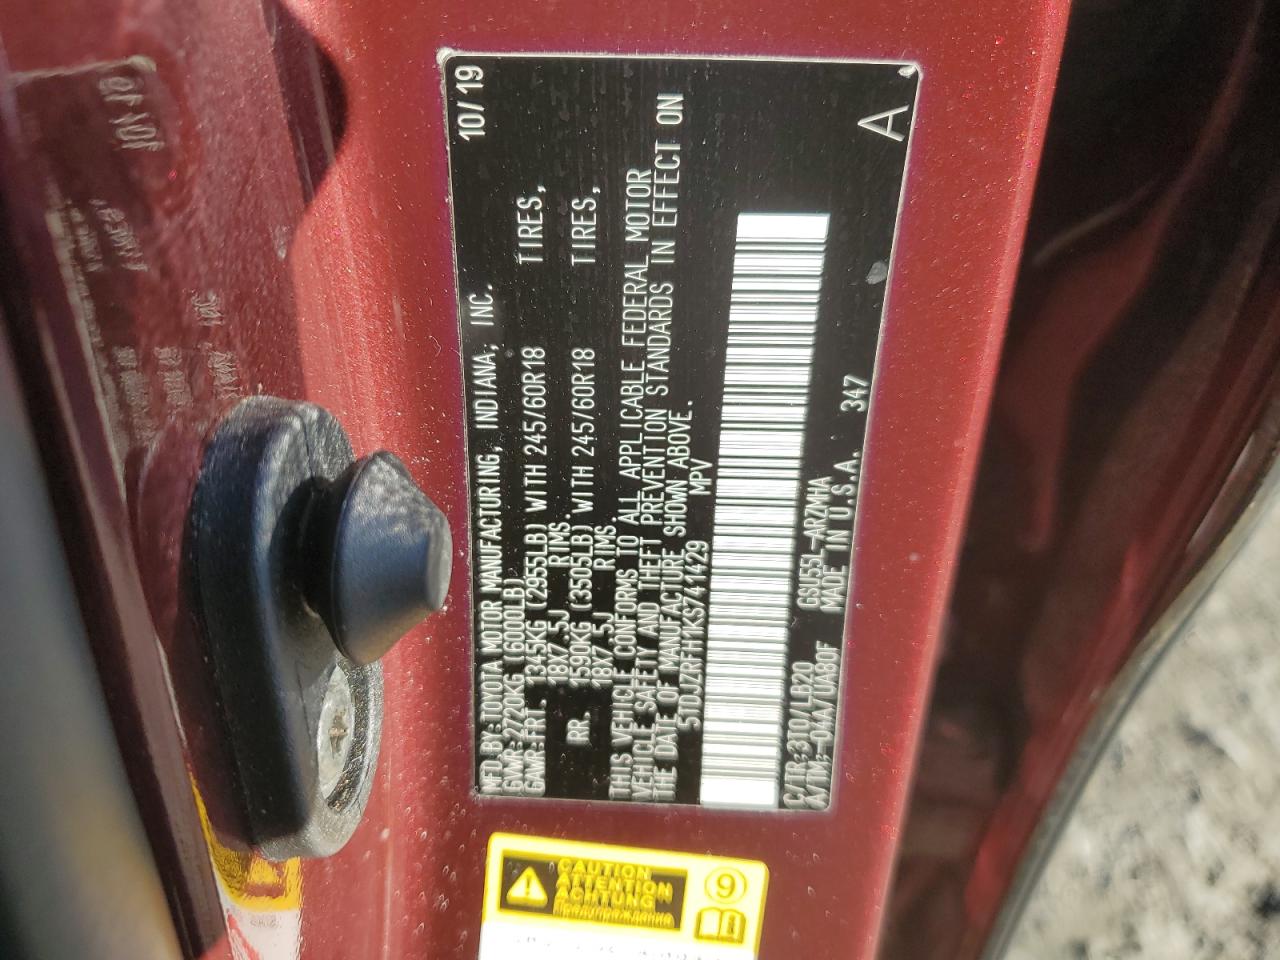 MFD.BY:TOYOTA MOTOR MANUFACTURING, INDIANA, INC. 10/19
GVWR:2720KG(6000LB)
GAWR:FRT. 1345KG (2955LB) WITH 245/60R18 TIRES,
18X7.5J RIMS.
RR. 1590KG (3505LB) WITH 245/60R18 TIRES,
18X7.5J RIMS.
THIS VEHICLE CONFORMS TO ALL APPLICABLE FEDERAL MOTOR
VEHICLE SAFETY AND THEFT PREVENTION STANDARDS IN EFFECT ON
THE DATE OF MANUFACTURE SHOWN ABOVE.
5TDJZRFH1KS741429 MPV
C/TR:3T0/LB20 GSU55L-ARZMHA
A/TM:-04A/UA80F MADE IN U.S.A. 347
A
CAUTION
ATTENTION
ACHTUNG
9